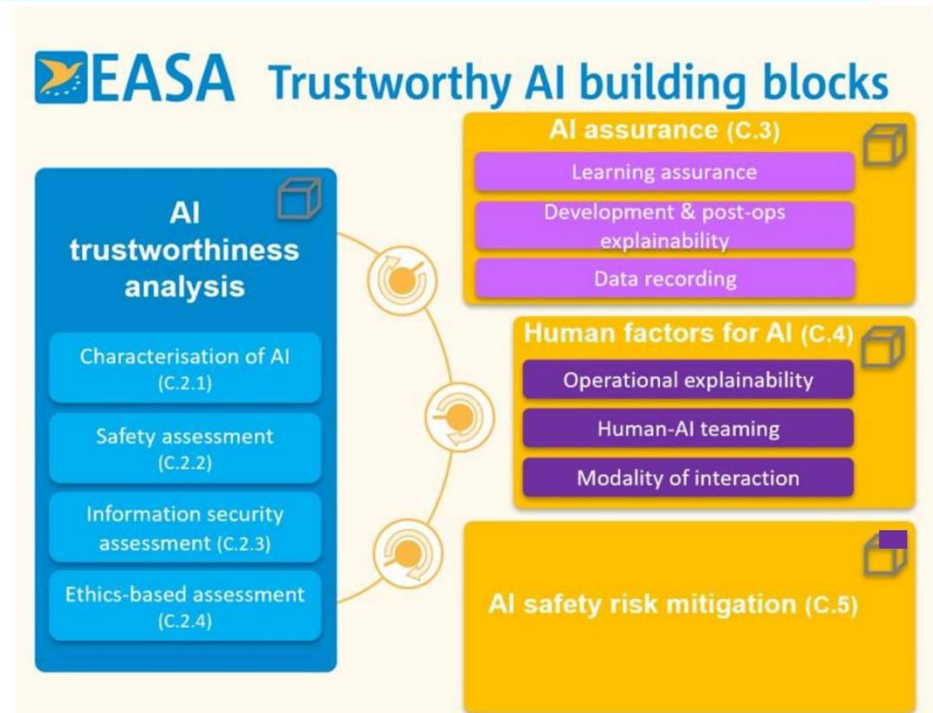 EASA Trustworthy AI building blocks
AI
trustworthiness
analysis
Characterisation of AI
(C.2.1)
Safety assessment
(C.2.2)
Information security
assessment (C.2.3)
Ethics-based assessment
(C.2.4)
AI assurance (C.3)
Learning assurance
Development & post-ops
explainability
Data recording
Human factors for AI (C.4)
Operational explainability
Human-AI teaming
Modality of interaction
AI safety risk mitigation (C.5)